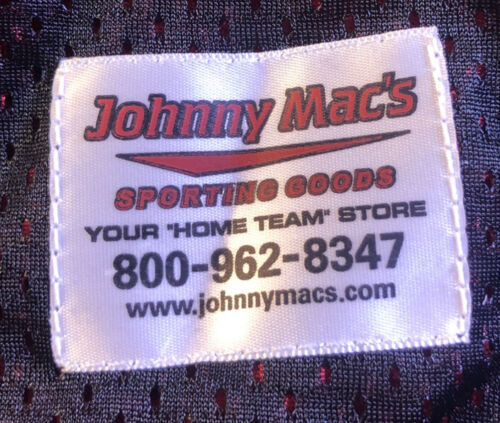 Johnny Mac's
SPORTING GOODS
YOUR "HOME TEAM" STORE
800-962-8347
www.johnnymacs.com